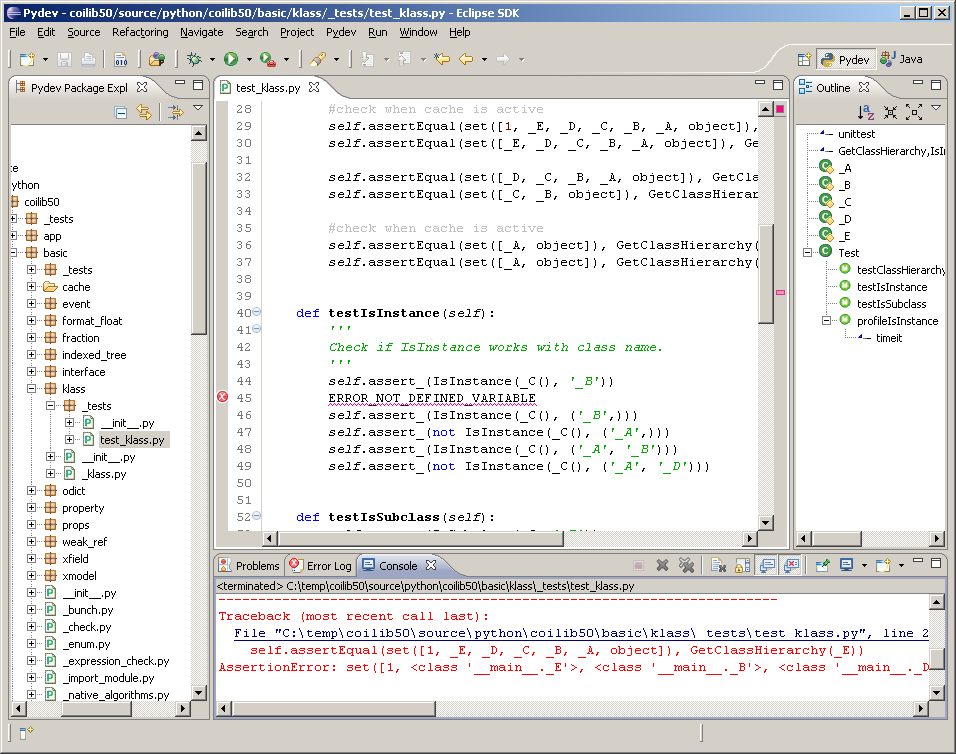 Pydev - coilib50/source/python/coilib50/basic/klass/_tests/test_klass.py - Eclipse SDK
File Edit Source Refactoring Navigate Search Project Pydev Run Window Help
Pydev Java
Pydev Package Expl
te
ython
coilib50
_tests
app
basic
_tests
cache
event
format_float
fraction
indexed_tree
interface
klass
_tests
__init__.py
test_klass.py
__init__.py
_klass.py
odict
property
props
weak_ref
xfield
xmodel
__init__.py
_bunch.py
_check.py
_enum.py
_expression_check.py
_import_module.py
_native_algorithms.py
test_klass.py
28 #check when cache is active
29 self.assertEqual(set([1, _E, _D, _C, _B, _A, object]),
30 self.assertEqual(set([_E, _D, _C, _B, _A, object]), Ge
31
32 self.assertEqual(set([_D, _C, _B, _A, object]), GetCla
33 self.assertEqual(set([_C, _B, object]), GetClassHierar
34
35 #check when cache is active
36 self.assertEqual(set([_A, object]), GetClassHierarchy(
37 self.assertEqual(set([_A, object]), GetClassHierarchy(
38
39
40 def testIsInstance(self):
41 '''
42 Check if IsInstance works with class name.
43 '''
44 self.assert_(IsInstance(_C(), '_B'))
45 ERROR_NOT_DEFINED_VARIABLE
46 self.assert_(IsInstance(_C(), ('_B',)))
47 self.assert_(not IsInstance(_C(), ('_A',)))
48 self.assert_(IsInstance(_C(), ('_A', '_B')))
49 self.assert_(not IsInstance(_C(), ('_A', '_D')))
50
51
52 def testIsSubclass(self):
Outline
unittest
GetClassHierarchy,IsIn
_A
_B
_C
_D
_E
Test
testClassHierarchy
testIsInstance
testIsSubclass
profileIsInstance
timeit
Problems Error Log Console
<terminated> C:\temp\coilib50\source\python\coilib50\basic\klass\_tests\test_klass.py
----------------------------------------------------------------------
Traceback (most recent call last):
File "C:\temp\coilib50\source\python\coilib50\basic\klass\_tests\test_klass.py", line 2
self.assertEqual(set([1, _E, _D, _C, _B, _A, object]), GetClassHierarchy(_E))
AssertionError: set([1, <class '__main__._E'>, <class '__main__._B'>, <class '__main__._D